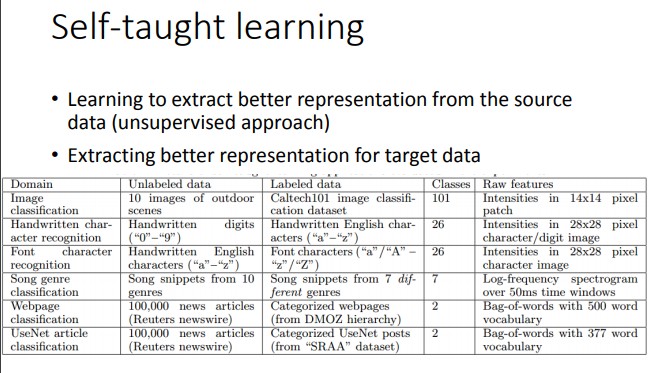 Self-taught learning
• Learning to extract better representation from the source
data (unsupervised approach)
• Extracting better representation for target data
Domain Unlabeled data Labeled data Classes Raw features
Image classification 10 images of outdoor scenes Caltech101 image classifi-cation dataset 101 Intensities in 14x14 pixel patch
Handwritten char-acter recognition Handwritten digits (“0”–“9”) Handwritten English char-acters (“a”–“z”) 26 Intensities in 28x28 pixel character/digit image
Font character recognition Handwritten English characters (“a”–“z”) Font characters (“a”/“A” – “z”/“Z”) 26 Intensities in 28x28 pixel character image
Song genre classification Song snippets from 10 genres Song snippets from 7 different genres 7 Log-frequency spectrogram over 50ms time windows
Webpage classification 100,000 news articles (Reuters newswire) Categorized webpages (from DMOZ hierarchy) 2 Bag-of-words with 500 word vocabulary
UseNet article classification 100,000 news articles (Reuters newswire) Categorized UseNet posts (from “SRAA” dataset) 2 Bag-of-words with 377 word vocabulary